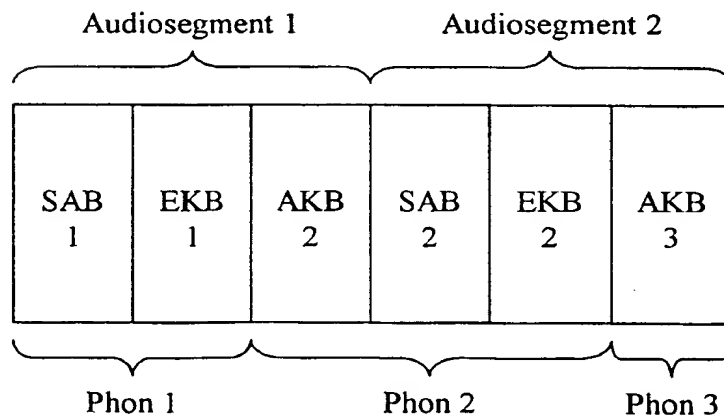 Audiosegment 1 Audiosegment 2
SAB EKB AKB SAB EKB AKB
1 1 2 2 2 3
Phon 1 Phon 2 Phon 3